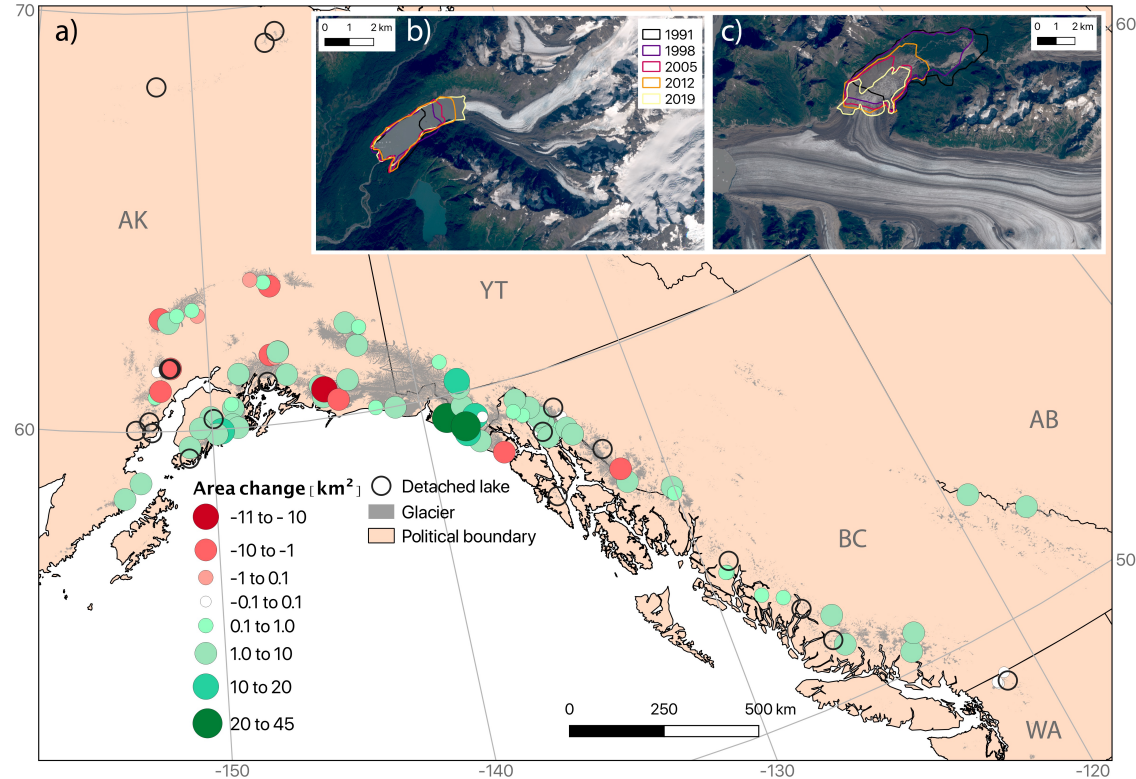 70
60
a)
0 1 2 km
b)
1991
1998
2005
2012
2019
c)
0 1 2 km
AK
YT
60
AB
BC
50
WA
Area change [km²]
-11 to - 10
-10 to -1
-1 to 0.1
-0.1 to 0.1
0.1 to 1.0
1.0 to 10
10 to 20
20 to 45
Detached lake
Glacier
Political boundary
0 250 500 km
-150 -140 -130 -120